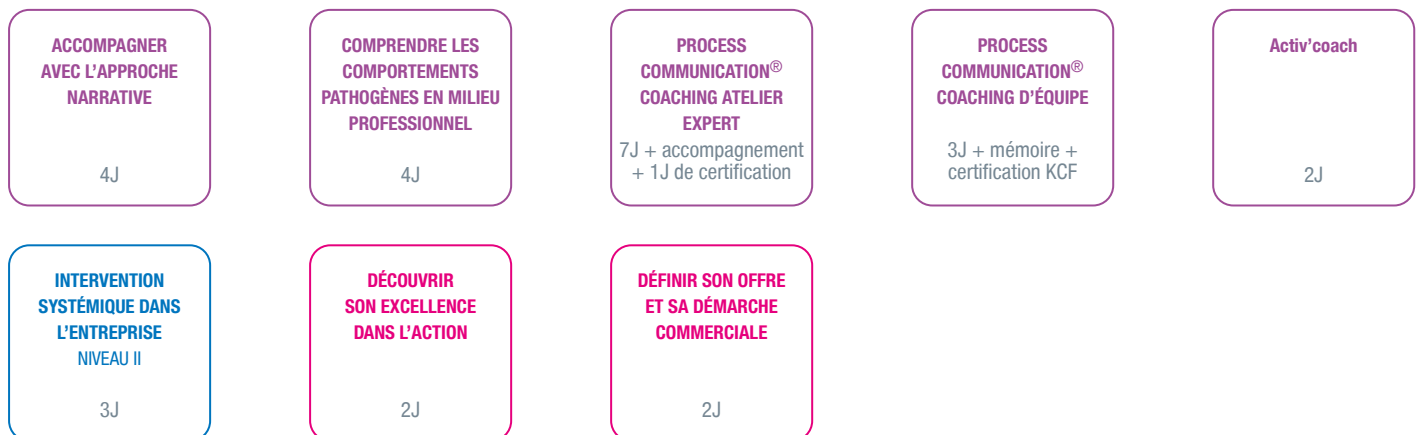 ACCOMPAGNER
AVEC L’APPROCHE
NARRATIVE
4J
COMPRENDRE LES
COMPORTEMENTS
PATHOGÈNES EN MILIEU
PROFESSIONNEL
4J
PROCESS
COMMUNICATION®
COACHING ATELIER
EXPERT
7J + accompagnement
+ 1J de certification
PROCESS
COMMUNICATION®
COACHING D’ÉQUIPE
3J + mémoire +
certification KCF
Activ’coach
2J
INTERVENTION
SYSTÉMIQUE DANS
L’ENTREPRISE
NIVEAU II
3J
DÉCOUVRIR
SON EXCELLENCE
DANS L’ACTION
2J
DÉFINIR SON OFFRE
ET SA DÉMARCHE
COMMERCIALE
2J